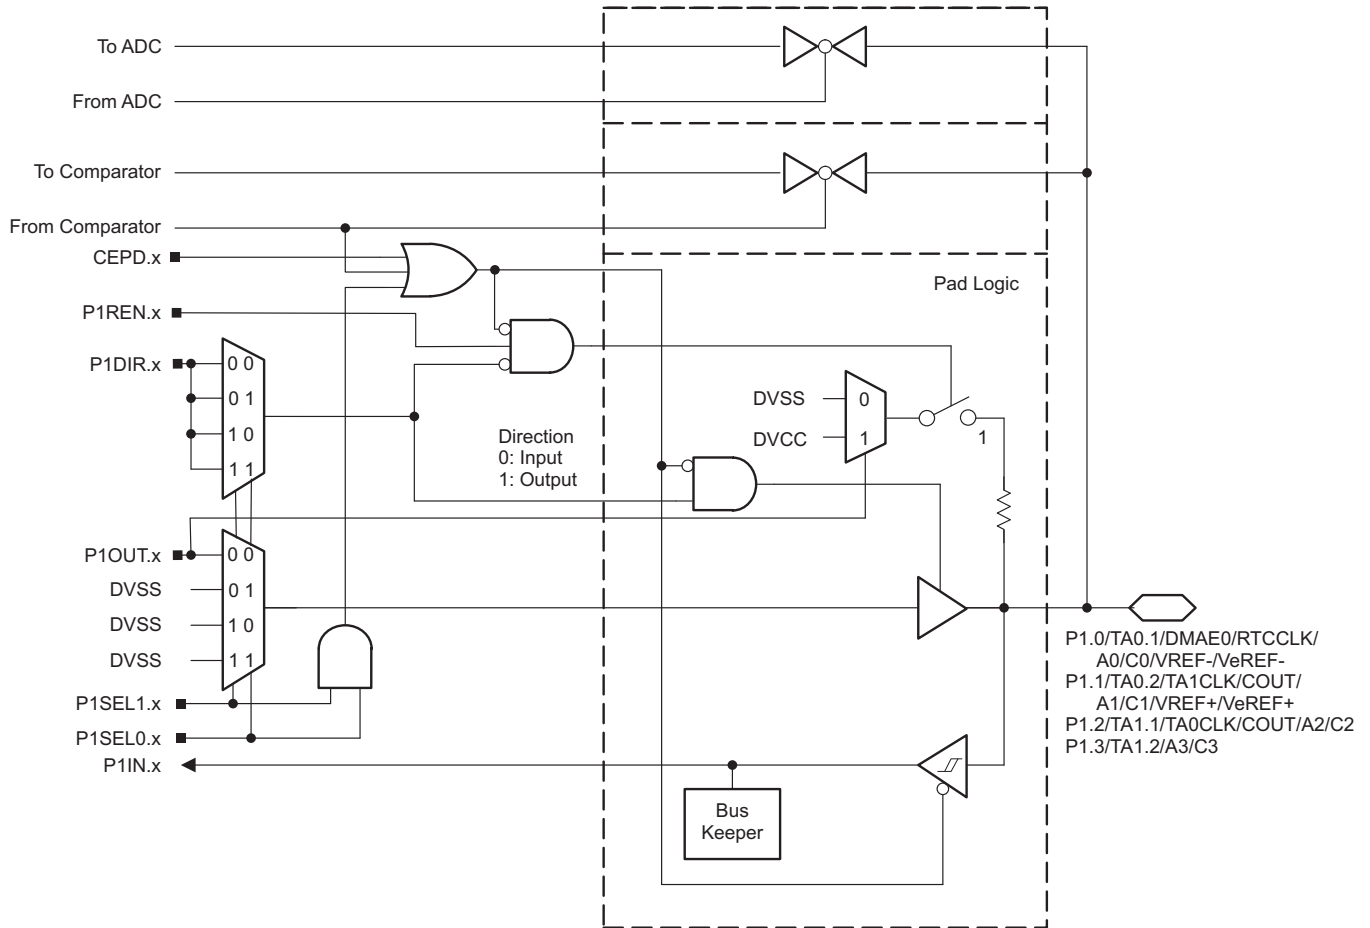 To ADC
From ADC
To Comparator
From Comparator
CEPD.x
Pad Logic
P1REN.x
P1DIR.x
0 0
0 1
1 0
1 1
DVSS
0
DVCC
1
1
Direction
0: Input
1: Output
P1OUT.x
0 0
DVSS
0 1
DVSS
1 0
DVSS
1 1
P1SEL1.x
P1SEL0.x
P1IN.x
Bus
Keeper
P1.0/TA0.1/DMAE0/RTCCLK/
A0/C0/VREF-/VeREF-
P1.1/TA0.2/TA1CLK/COUT/
A1/C1/VREF+/VeREF+
P1.2/TA1.1/TA0CLK/COUT/A2/C2
P1.3/TA1.2/A3/C3